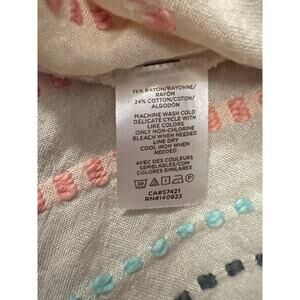 76% RAYON/RAYONNE/
RAYON
24% COTTON/COTON/
ALGODON
MACHINE WASH COLD
DELICATE CYCLE WITH
LIKE COLORS
ONLY NON-CHLORINE
BLEACH WHEN NEEDED
LINE DRY
COOL IRON WHEN NEEDED
AVEC DES COULEURS
SEMBLABLES/CON
COLORES SIMILARES
30
CA#57421
RN#140923